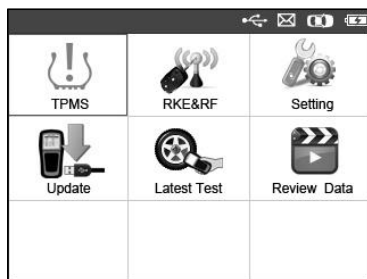 TPMS
RKE&RF
Setting
Update
Latest Test
Review Data